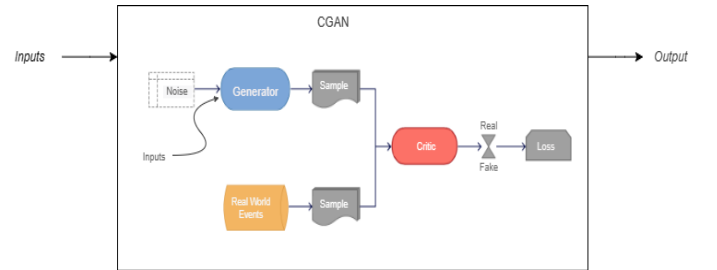 CGAN
Inputs
Output
Noise
Generator
Sample
Inputs
Real
Critic
Loss
Fake
Real World
Events
Sample